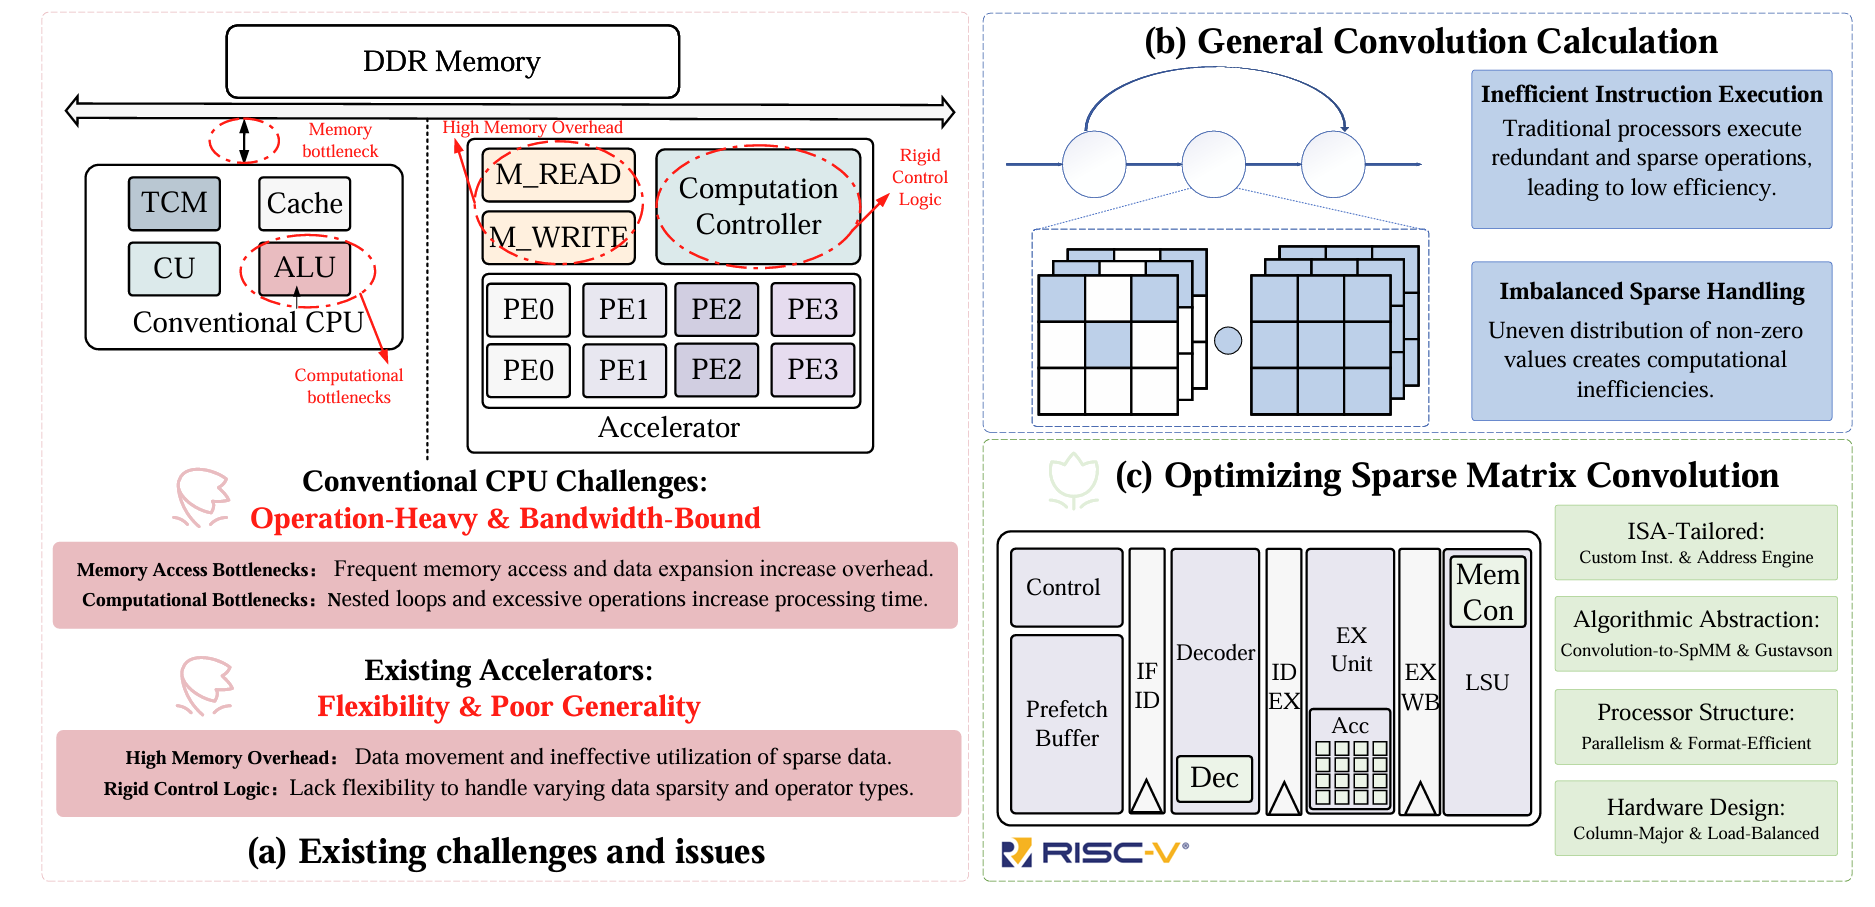 DDR Memory
Memory
bottleneck
TCM
Cache
CU
ALU
Conventional CPU
Computational
bottlenecks
High Memory Overhead
M_READ
M_WRITE
Computation
Controller
Rigid
Control
Logic
PE0 PE1 PE2 PE3
PE0 PE1 PE2 PE3
Accelerator
Conventional CPU Challenges:
Operation-Heavy & Bandwidth-Bound
Memory Access Bottlenecks: Frequent memory access and data expansion increase overhead.
Computational Bottlenecks: Nested loops and excessive operations increase processing time.
Existing Accelerators:
Flexibility & Poor Generality
High Memory Overhead: Data movement and ineffective utilization of sparse data.
Rigid Control Logic: Lack flexibility to handle varying data sparsity and operator types.
(a) Existing challenges and issues
(b) General Convolution Calculation
Inefficient Instruction Execution
Traditional processors execute
redundant and sparse operations,
leading to low efficiency.
Imbalanced Sparse Handling
Uneven distribution of non-zero
values creates computational
inefficiencies.
(c) Optimizing Sparse Matrix Convolution
Control
Prefetch
Buffer
IF
ID
Decoder
Dec
ID
EX
EX
Unit
Acc
EX
WB
Mem
Con
LSU
RISC-V®
ISA-Tailored:
Custom Inst. & Address Engine
Algorithmic Abstraction:
Convolution-to-SpMM & Gustavson
Processor Structure:
Parallelism & Format-Efficient
Hardware Design:
Column-Major & Load-Balanced